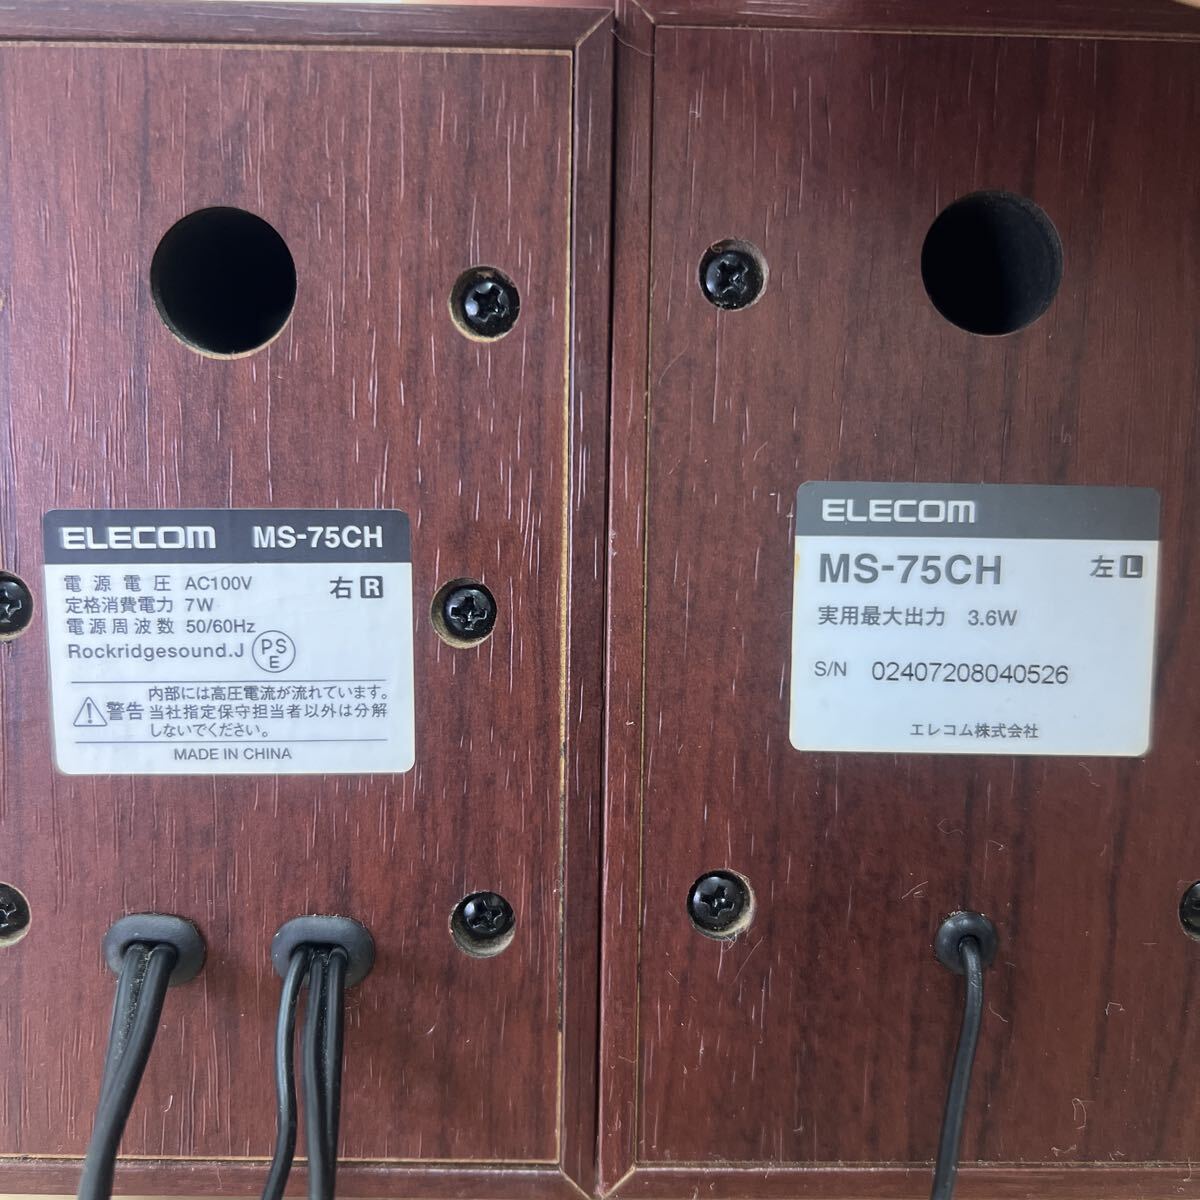 ELECOM MS-75CH
電源電圧 AC100V 右 R
定格消費電力 7W
電源周波数 50/60Hz
Rockridgesound.J PSE
内部には高圧電流が流れています。
警告 当社指定保守担当者以外は分解
しないでください。
MADE IN CHINA
ELECOM
MS-75CH 左 L
実用最大出力 3.6W
S/N 02407208040526
エレコム株式会社